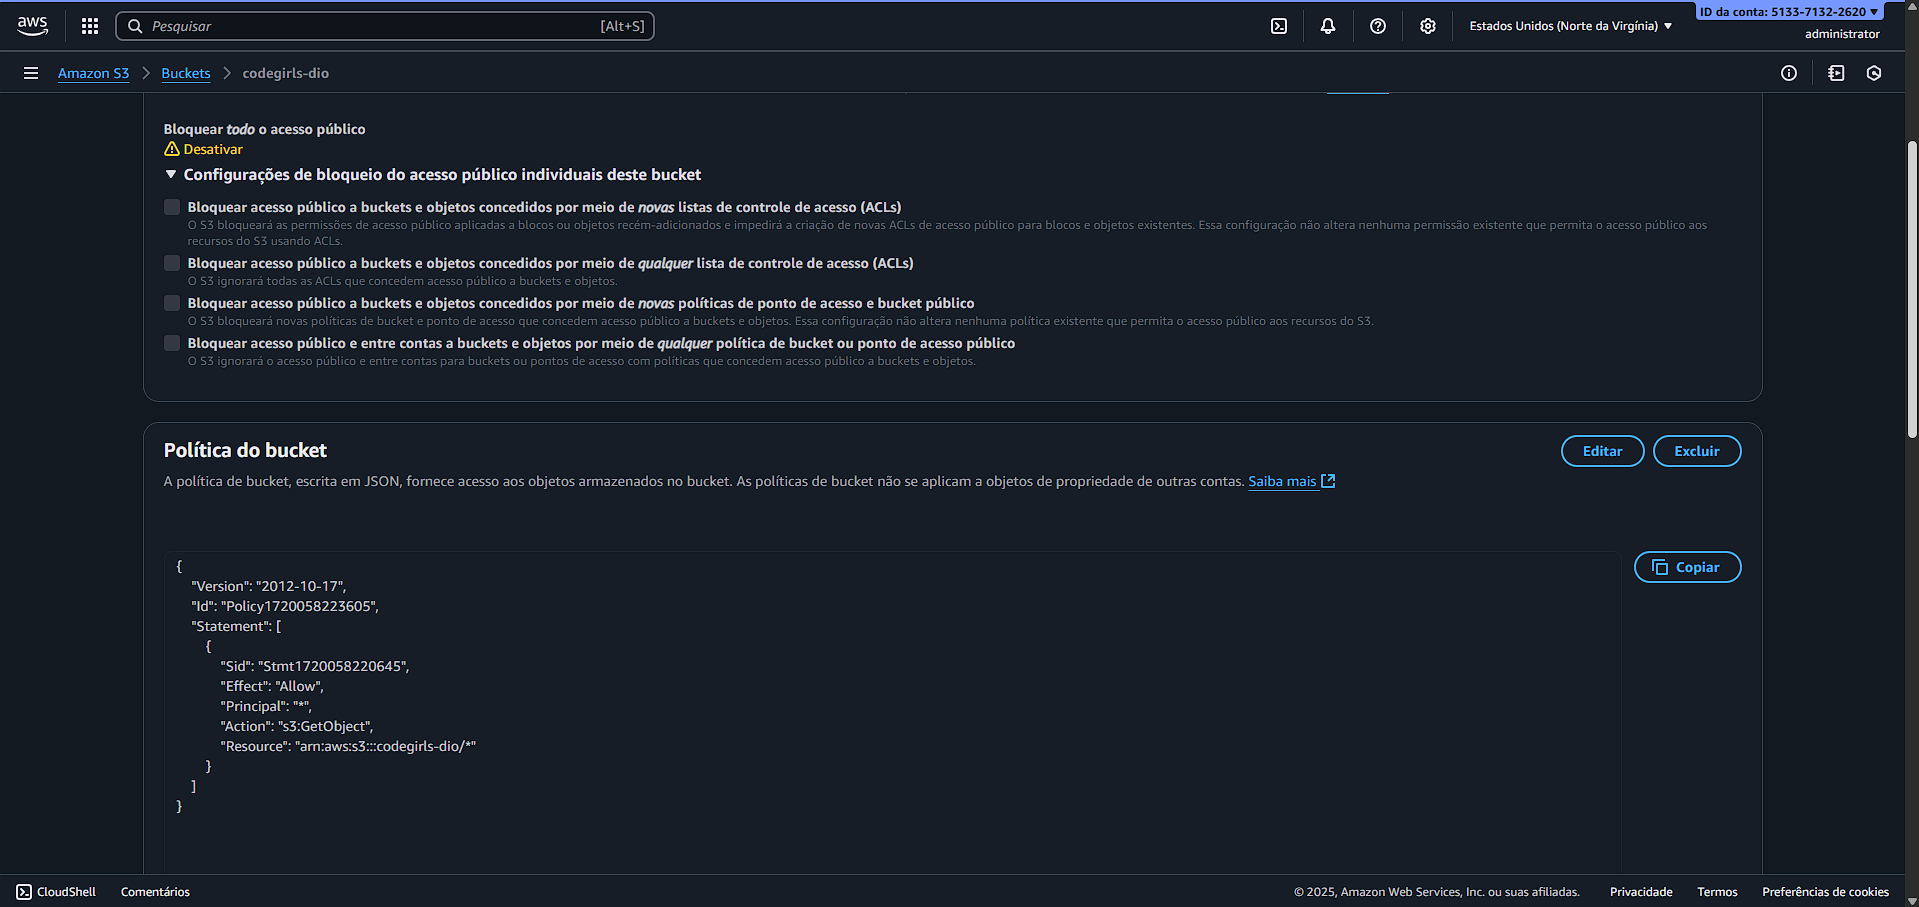 aws
Pesquisar [Alt+S]
Estados Unidos (Norte da Virgínia) ▼
ID da conta: 5133-7132-2620 ▼
administrator
Amazon S3 > Buckets > codegirls-dio
Bloquear todo o acesso público
Desativar
▼ Configurações de bloqueio do acesso público individuais deste bucket
Bloquear acesso público a buckets e objetos concedidos por meio de novas listas de controle de acesso (ACLs)
O S3 bloqueará as permissões de acesso público aplicadas a blocos ou objetos recém-adicionados e impedirá a criação de novas ACLs de acesso público para blocos e objetos existentes. Essa configuração não altera nenhuma permissão existente que permita o acesso público aos
recursos do S3 usando ACLs.
Bloquear acesso público a buckets e objetos concedidos por meio de qualquer lista de controle de acesso (ACLs)
O S3 ignorará todas as ACLs que concedem acesso público a buckets e objetos.
Bloquear acesso público a buckets e objetos concedidos por meio de novas políticas de ponto de acesso e bucket público
O S3 bloqueará novas políticas de bucket e ponto de acesso que concedem acesso público a buckets e objetos. Essa configuração não altera nenhuma política existente que permita o acesso público aos recursos do S3.
Bloquear acesso público e entre contas a buckets e objetos por meio de qualquer política de bucket ou ponto de acesso público
O S3 ignorará o acesso público e entre contas para buckets ou pontos de acesso com políticas que concedem acesso público a buckets e objetos.
Política do bucket
Editar
Excluir
A política de bucket, escrita em JSON, fornece acesso aos objetos armazenados no bucket. As políticas de bucket não se aplicam a objetos de propriedade de outras contas. Saiba mais
Copiar
{
"Version": "2012-10-17",
"Id": "Policy1720058223605",
"Statement": [
{
"Sid": "Stmt1720058220645",
"Effect": "Allow",
"Principal": "*",
"Action": "s3:GetObject",
"Resource": "arn:aws:s3:::codegirls-dio/*"
}
]
}
CloudShell Comentários © 2025, Amazon Web Services, Inc. ou suas afiliadas. Privacidade Termos Preferências de cookies